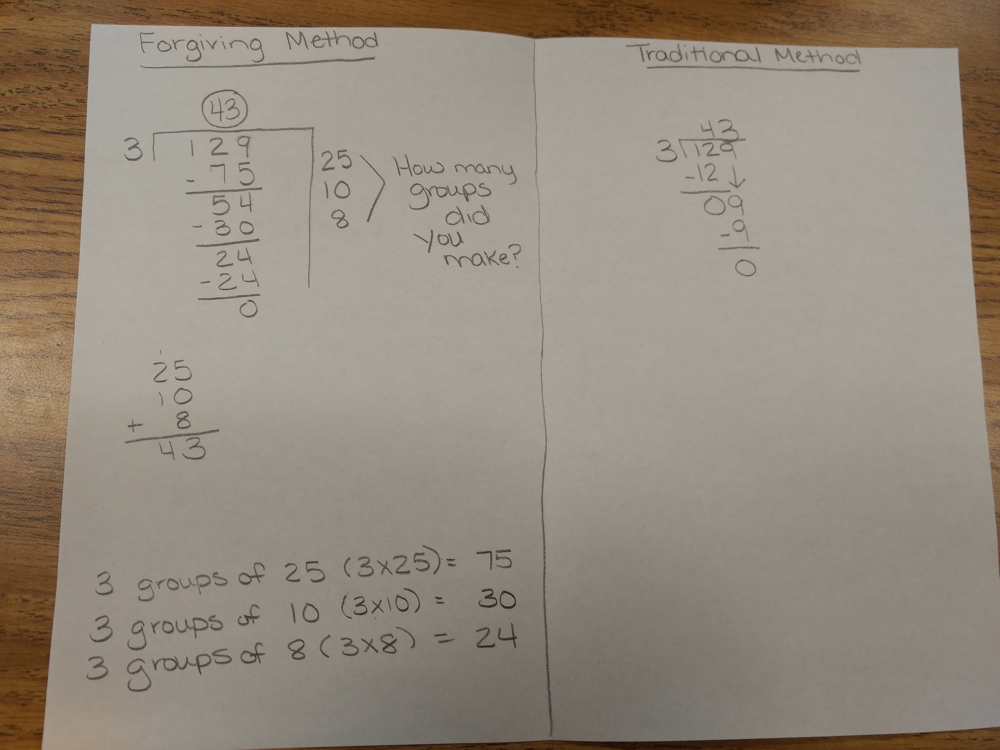 Forgiving Method
43
3 129
- 75
54
- 30
24
- 24
0
25
10
8
How many
groups
did
you
make?
1
25
10
+ 8
43
3 groups of 25 (3x25) = 75
3 groups of 10 (3x10) = 30
3 groups of 8 (3x8) = 24
Traditional Method
43
3 129
-12
09
-9
0